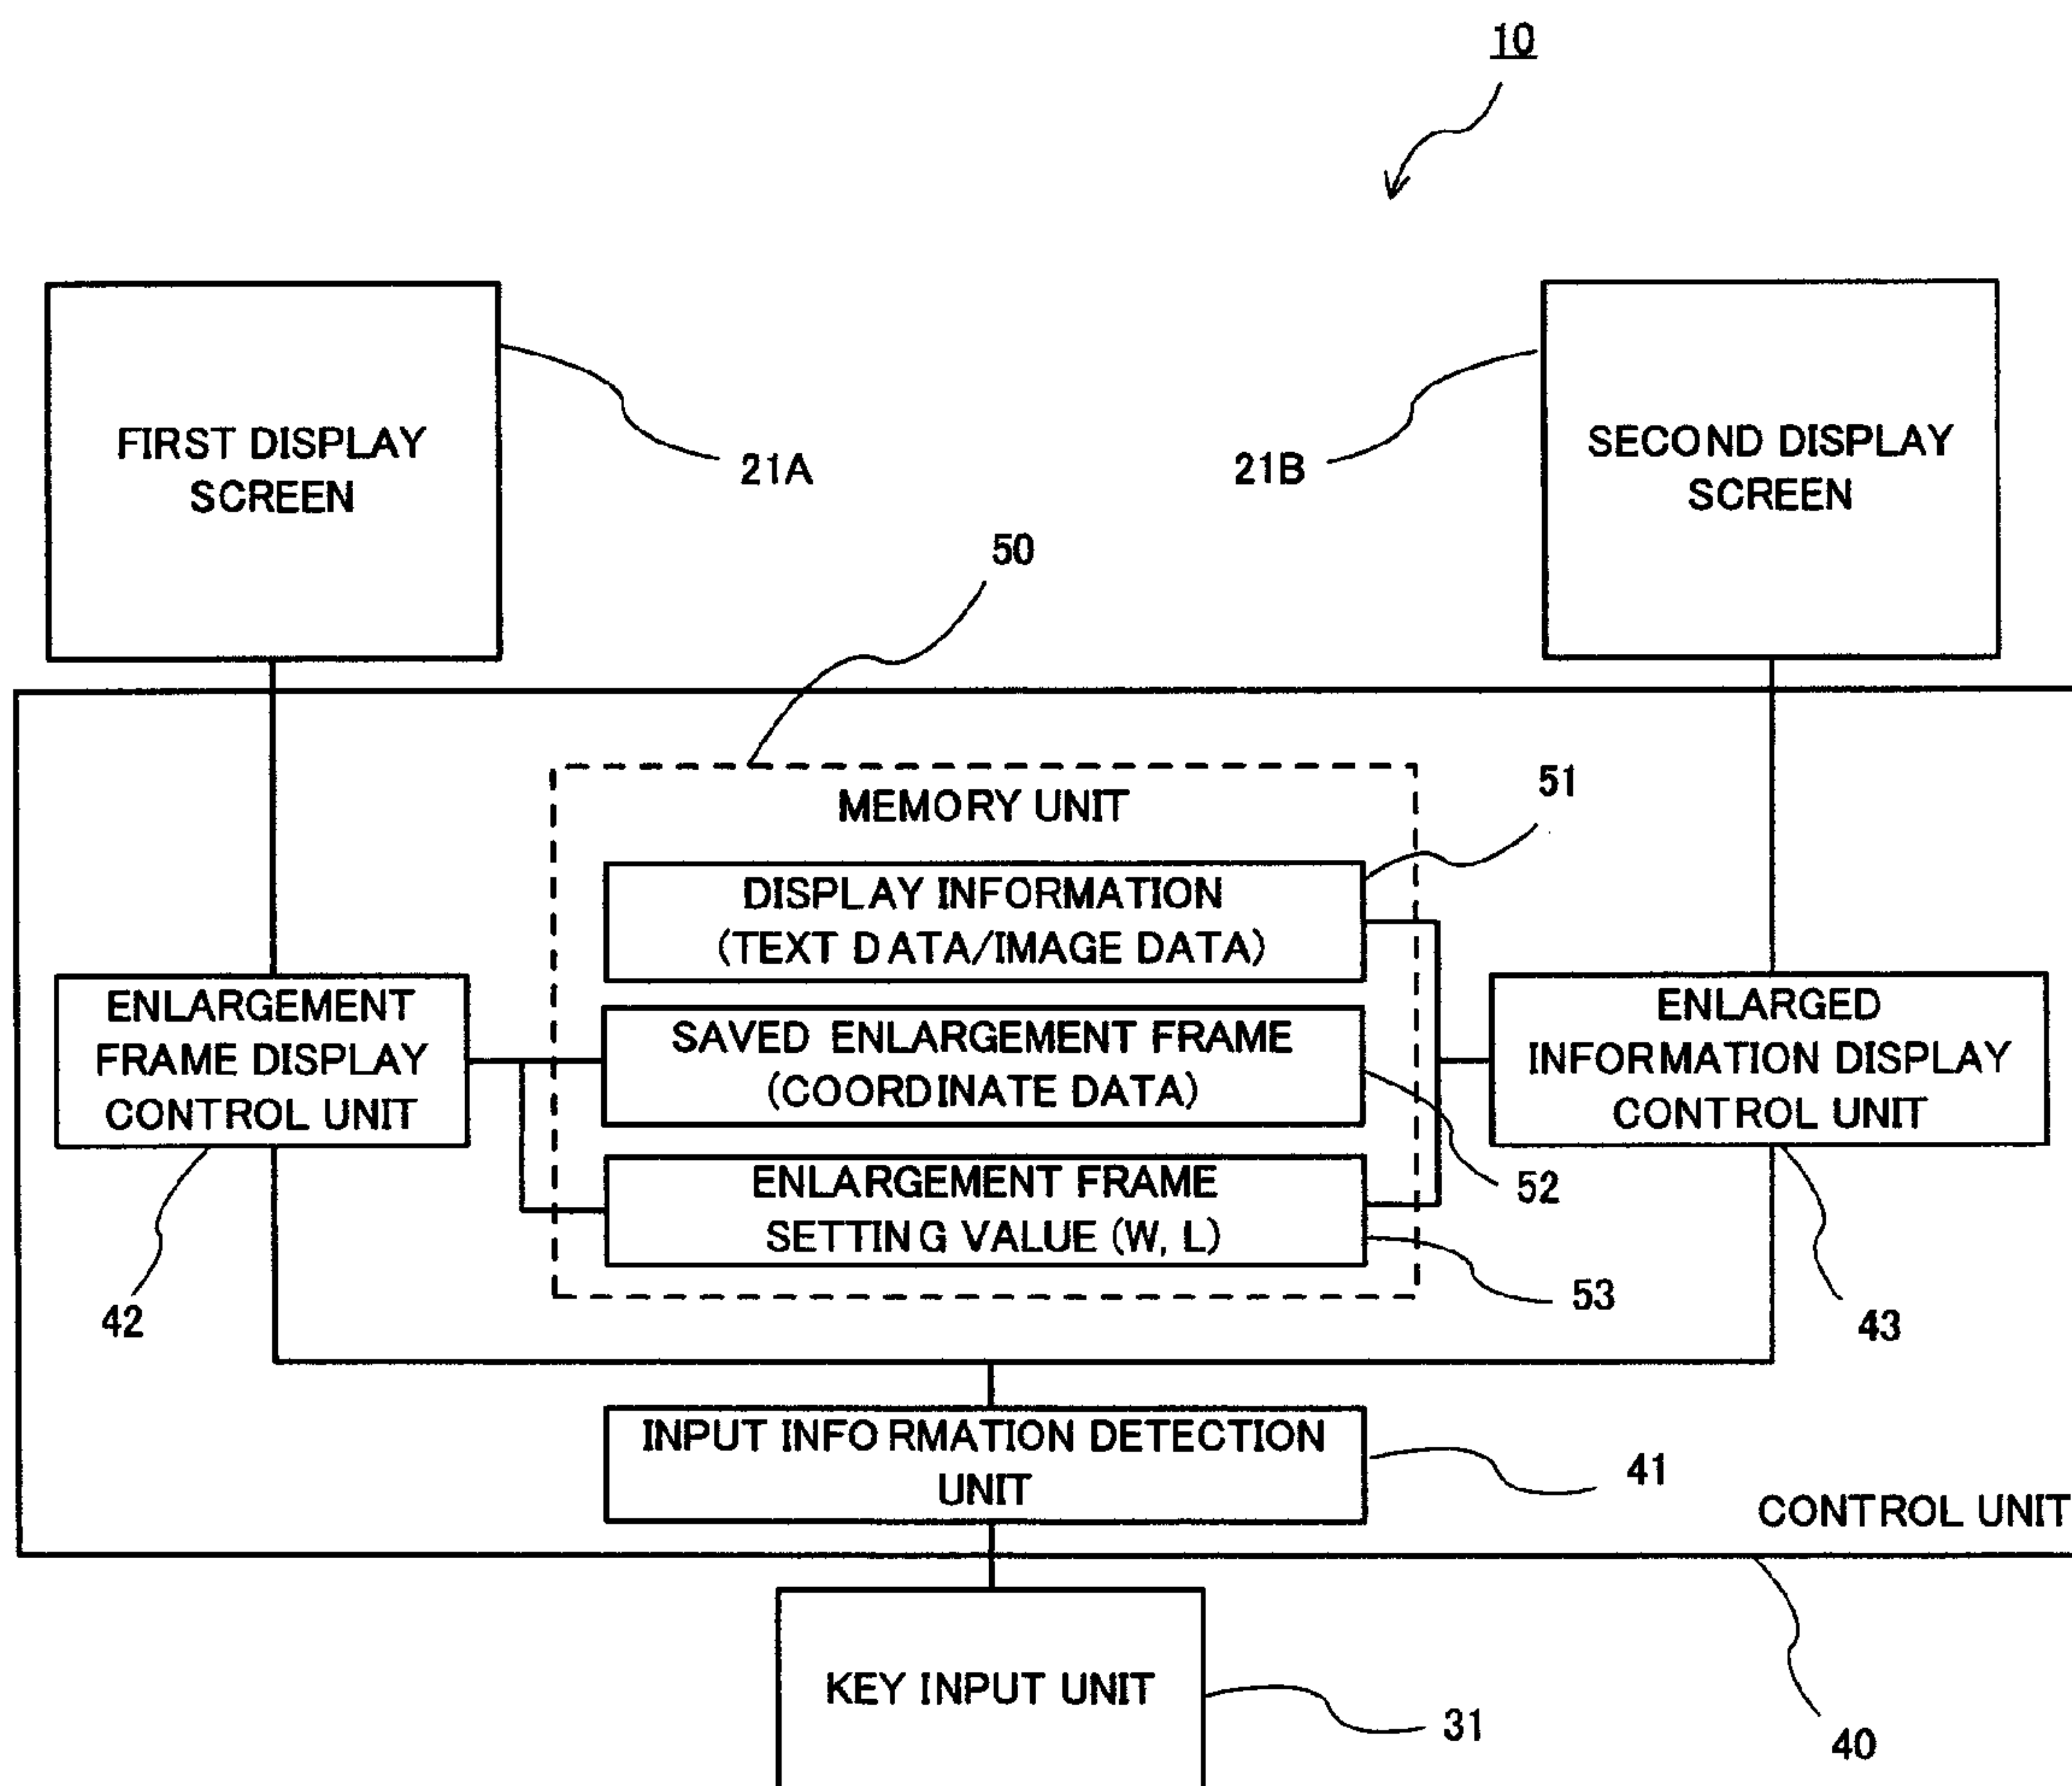 10
FIRST DISPLAY
SCREEN
21A
21B
SECOND DISPLAY
SCREEN
50
MEMORY UNIT
51
DISPLAY INFORMATION
(TEXT DATA/IMAGE DATA)
ENLARGEMENT
FRAME DISPLAY
CONTROL UNIT
SAVED ENLARGEMENT FRAME
(COORDINATE DATA)
ENLARGED
INFORMATION DISPLAY
CONTROL UNIT
ENLARGEMENT FRAME
SETTING VALUE (W, L)
52
53
42
43
INPUT INFORMATION DETECTION
UNIT
41
CONTROL UNIT
KEY INPUT UNIT
31
40